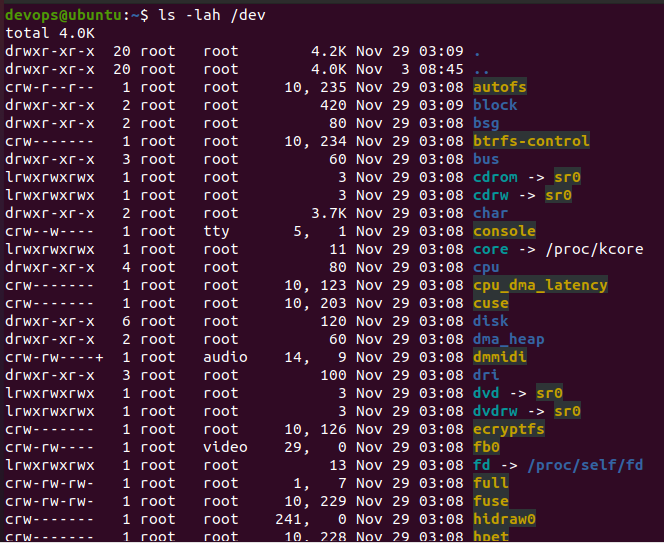 devops@ubuntu:~$ ls -lah /dev
total 4.0K
drwxr-xr-x  20 root   root        4.2K Nov 29 03:09 .
drwxr-xr-x  20 root   root        4.0K Nov  3 08:45 ..
crw-r--r--   1 root   root     10, 235 Nov 29 03:08 autofs
drwxr-xr-x   2 root   root         420 Nov 29 03:09 block
drwxr-xr-x   2 root   root          80 Nov 29 03:08 bsg
crw-------   1 root   root     10, 234 Nov 29 03:08 btrfs-control
drwxr-xr-x   3 root   root          60 Nov 29 03:08 bus
lrwxrwxrwx   1 root   root           3 Nov 29 03:08 cdrom -> sr0
lrwxrwxrwx   1 root   root           3 Nov 29 03:08 cdrw -> sr0
drwxr-xr-x   2 root   root        3.7K Nov 29 03:08 char
crw--w----   1 root   tty       5,   1 Nov 29 03:08 console
lrwxrwxrwx   1 root   root          11 Nov 29 03:08 core -> /proc/kcore
drwxr-xr-x   4 root   root          80 Nov 29 03:08 cpu
crw-------   1 root   root     10, 123 Nov 29 03:08 cpu_dma_latency
crw-------   1 root   root     10, 203 Nov 29 03:08 cuse
drwxr-xr-x   6 root   root         120 Nov 29 03:08 disk
drwxr-xr-x   2 root   root          60 Nov 29 03:08 dma_heap
crw-rw----+  1 root   audio    14,   9 Nov 29 03:08 dmmidi
drwxr-xr-x   3 root   root         100 Nov 29 03:08 dri
lrwxrwxrwx   1 root   root           3 Nov 29 03:08 dvd -> sr0
lrwxrwxrwx   1 root   root           3 Nov 29 03:08 dvdrw -> sr0
crw-------   1 root   root     10, 126 Nov 29 03:08 ecryptfs
crw-rw----   1 root   video    29,   0 Nov 29 03:08 fb0
lrwxrwxrwx   1 root   root          13 Nov 29 03:08 fd -> /proc/self/fd
crw-rw-rw-   1 root   root      1,   7 Nov 29 03:08 full
crw-rw-rw-   1 root   root     10, 229 Nov 29 03:08 fuse
crw-------   1 root   root    241,   0 Nov 29 03:08 hidraw0
crw-------   1 root   root     10, 228 Nov 29 03:08 hpet